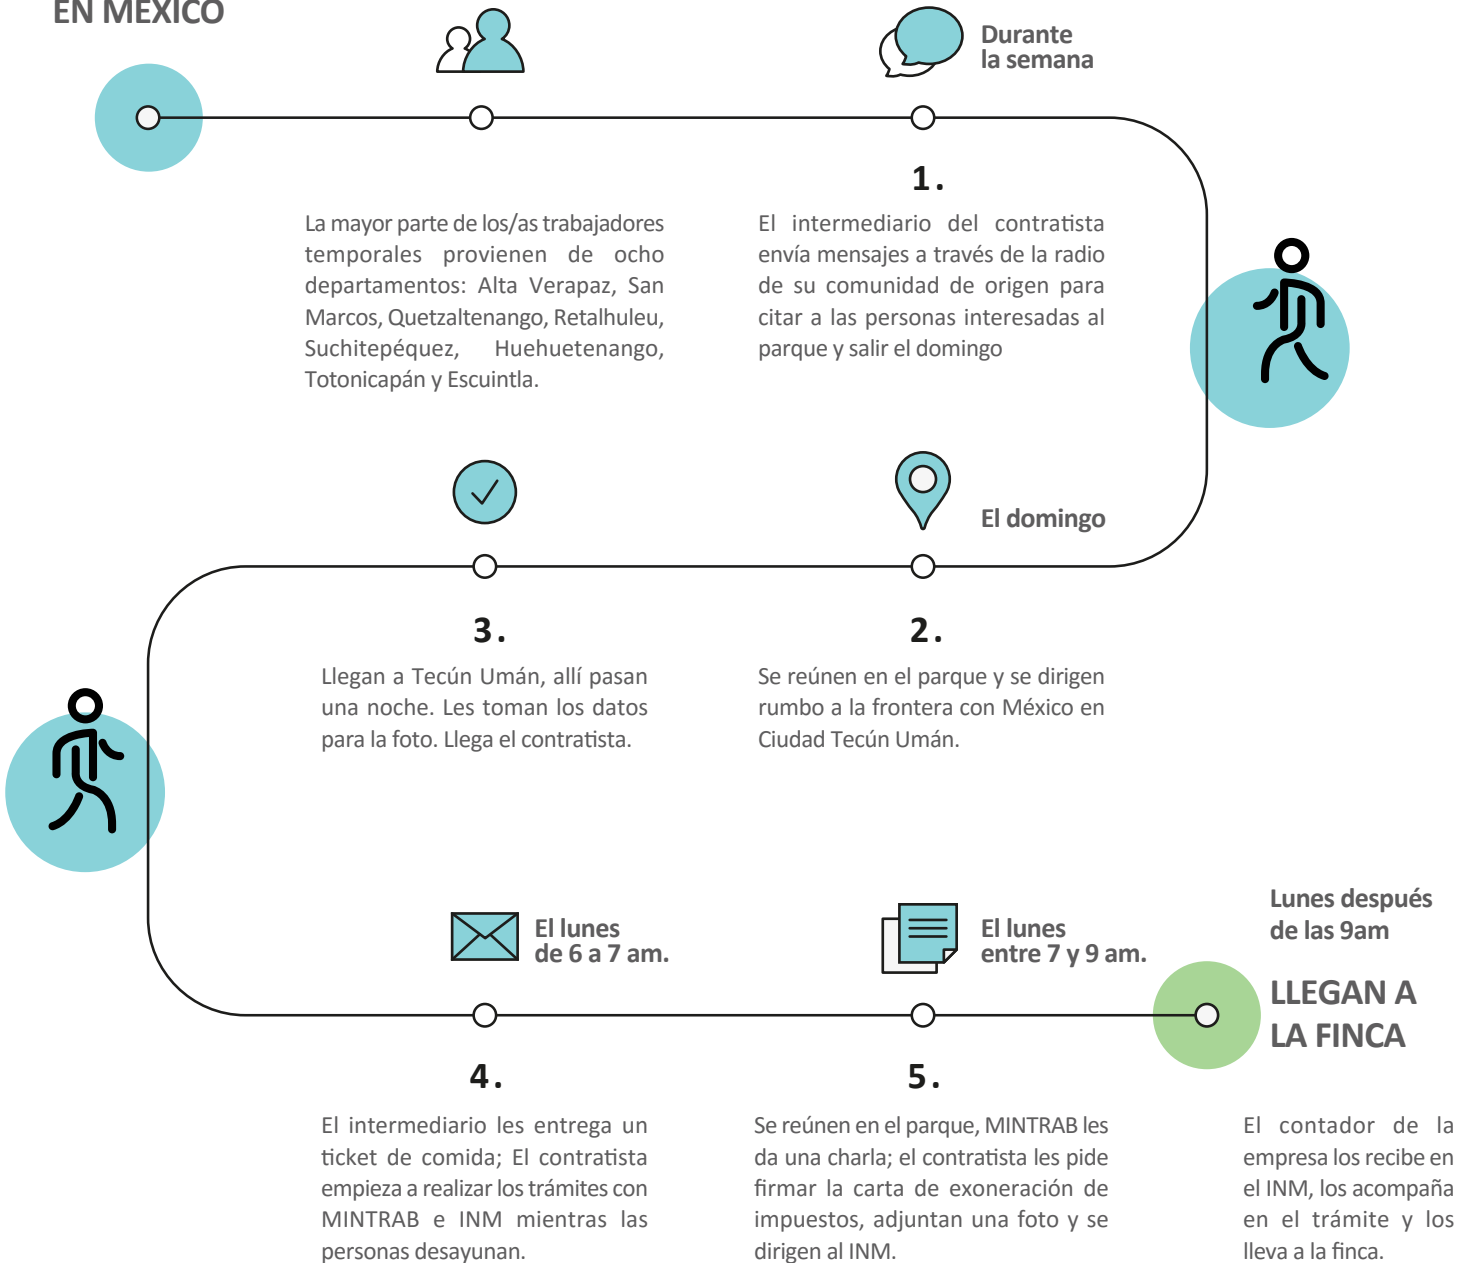 EN MÉXICO
La mayor parte de los/as trabajadores
temporales provienen de ocho
departamentos: Alta Verapaz, San
Marcos, Quetzaltenango, Retalhuleu,
Suchitepéquez, Huehuetenango,
Totonicapán y Escuintla.
Durante
la semana
1.
El intermediario del contratista
envía mensajes a través de la radio
de su comunidad de origen para
citar a las personas interesadas al
parque y salir el domingo
El domingo
2.
Se reúnen en el parque y se dirigen
rumbo a la frontera con México en
Ciudad Tecún Umán.
3.
Llegan a Tecún Umán, allí pasan
una noche. Les toman los datos
para la foto. Llega el contratista.
El lunes
de 6 a 7 am.
4.
El intermediario les entrega un
ticket de comida; El contratista
empieza a realizar los trámites con
MINTRAB e INM mientras las
personas desayunan.
El lunes
entre 7 y 9 am.
5.
Se reúnen en el parque, MINTRAB les
da una charla; el contratista les pide
firmar la carta de exoneración de
impuestos, adjuntan una foto y se
dirigen al INM.
Lunes después
de las 9am
LLEGAN A
LA FINCA
El contador de la
empresa los recibe en
el INM, los acompaña
en el trámite y los
lleva a la finca.